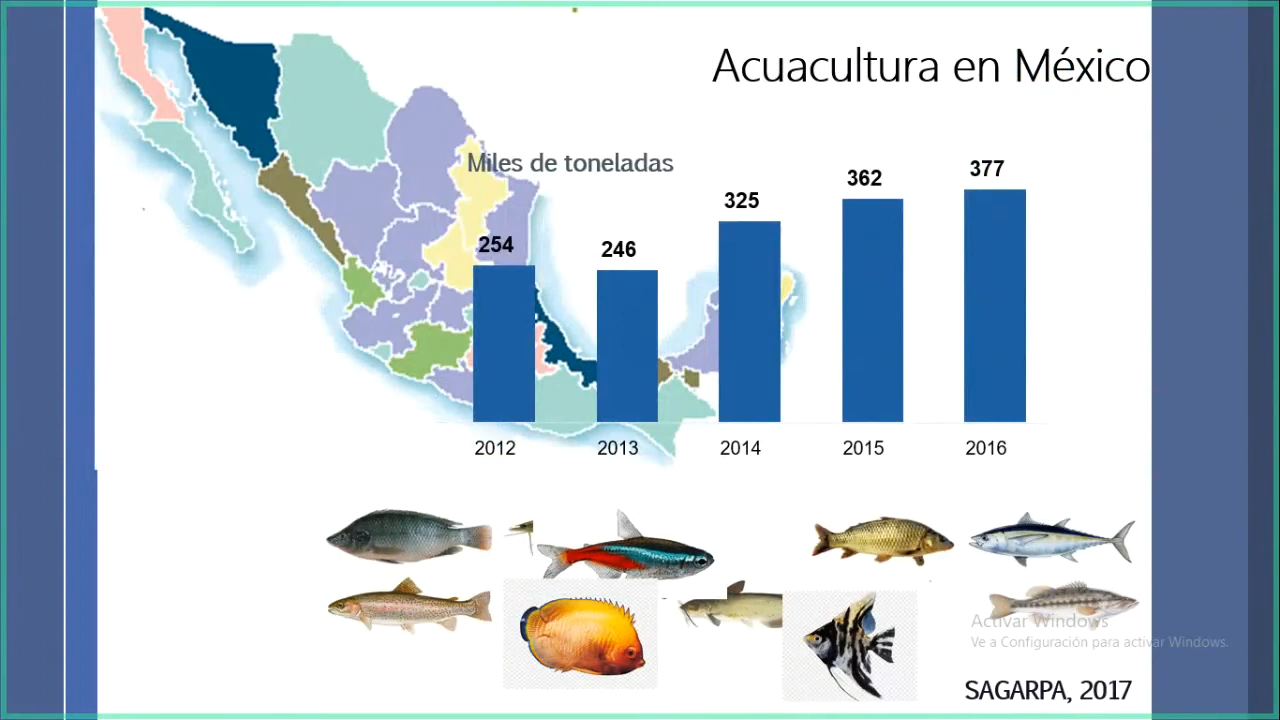 Acuacultura en México
Miles de toneladas
254
246
325
362
377
2012
2013
2014
2015
2016
Activar Windows
Ve a Configuración para activar Windows.
SAGARPA, 2017